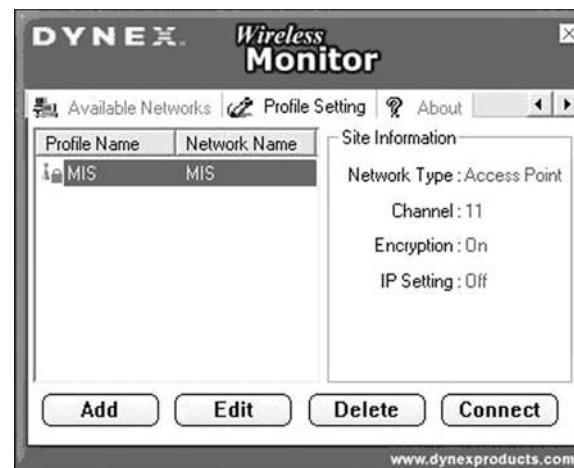 DYNEX.
Wireless
Monitor
Available Networks Profile Setting About
Profile Name Network Name
MIS MIS
Site Information
Network Type : Access Point
Channel : 11
Encryption : On
IP Setting : Off
Add Edit Delete Connect
www.dynexproducts.com